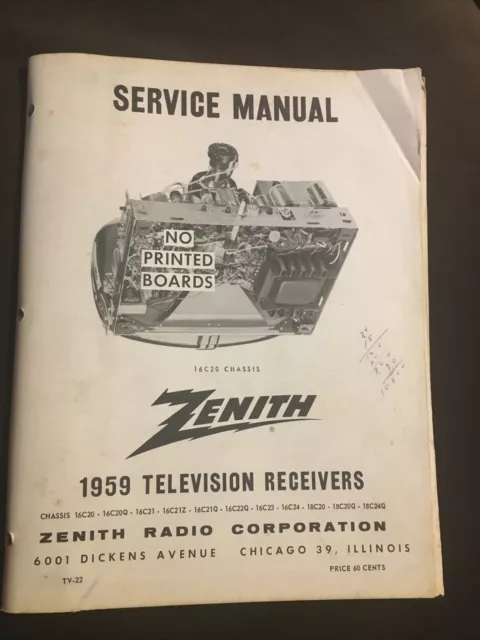 SERVICE MANUAL
NO
PRINTED
BOARDS
16C20 CHASSIS
ZENITH
®
1959 TELEVISION RECEIVERS
CHASSIS 16C20 - 16C20Q - 16C21 - 16C21Z - 16C21Q - 16C22Q - 16C23 - 16C24 - 18C20 - 18C20Q - 18C24Q
ZENITH RADIO CORPORATION
6001 DICKENS AVENUE CHICAGO 39, ILLINOIS
TV-22
PRICE 60 CENTS